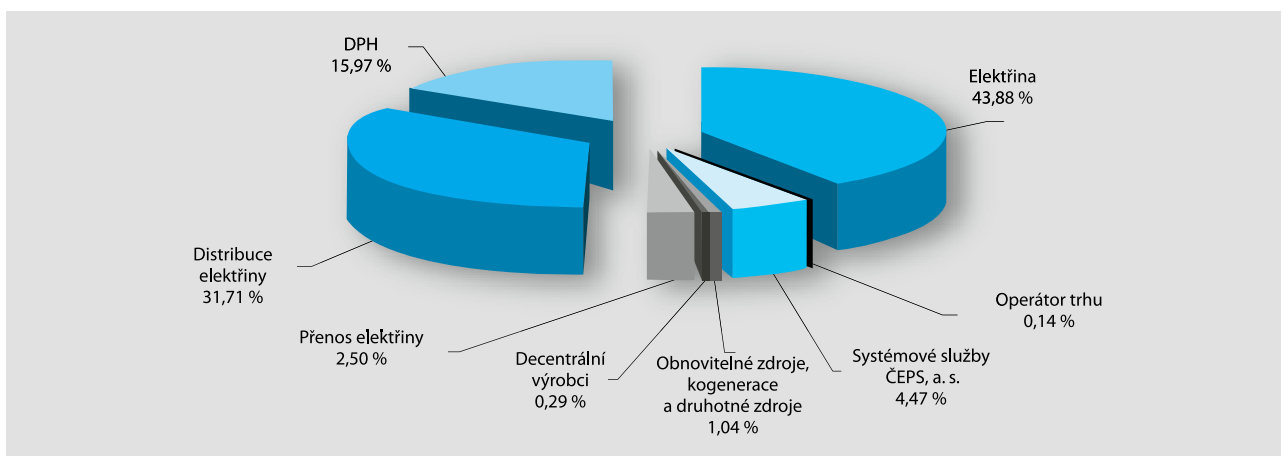 DPH
15,97 %
Elektřina
43,88 %
Distribuce
elektřiny
31,71 %
Přenos elektřiny
2,50 %
Decentrální
výrobci
0,29 %
Obnovitelné zdroje,
kogenerace
a druhotné zdroje
1,04 %
Systémové služby
ČEPS, a. s.
4,47 %
Operátor trhu
0,14 %